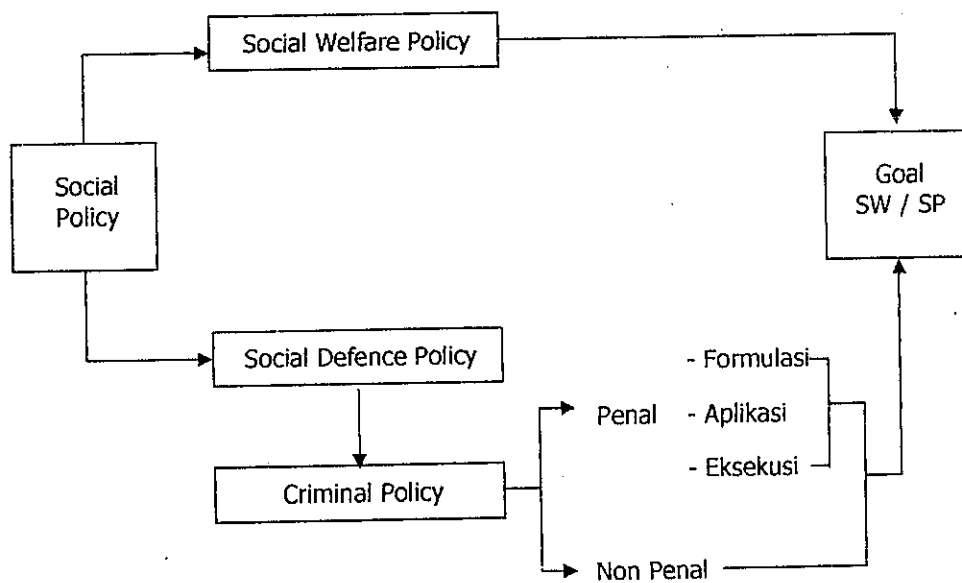 Social Welfare Policy
Social
Policy
Goal
SW / SP
Social Defence Policy
- Formulasi
Penal - Aplikasi
- Eksekusi
Criminal Policy
Non Penal